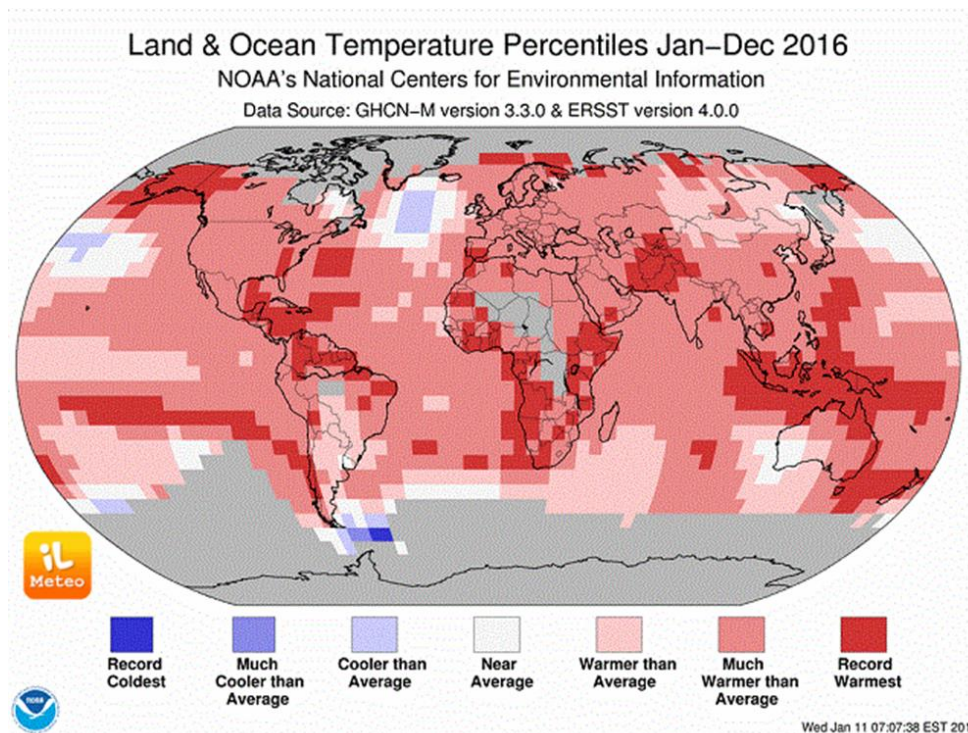 Land & Ocean Temperature Percentiles Jan–Dec 2016
NOAA's National Centers for Environmental Information
Data Source: GHCN–M version 3.3.0 & ERSST version 4.0.0
iL
Meteo
Record
Coldest
Much
Cooler than
Average
Cooler than
Average
Near
Average
Warmer than
Average
Much
Warmer than
Average
Record
Warmest
NOAA
Wed Jan 11 07:07:38 EST 201